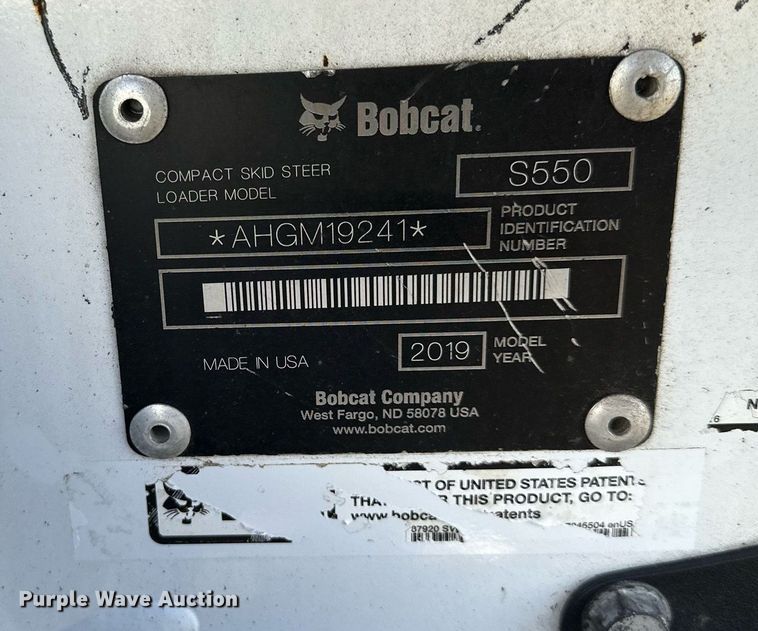 Bobcat.
COMPACT SKID STEER
LOADER MODEL
S550
*AHGM19241*
PRODUCT
IDENTIFICATION
NUMBER
MADE IN USA
2019
MODEL
YEAR
Bobcat Company
West Fargo, ND 58078 USA
www.bobcat.com
OF UNITED STATES PATENTS
THIS PRODUCT, GO TO:
www.bobcat
enUS
N
6
Purple Wave Auction